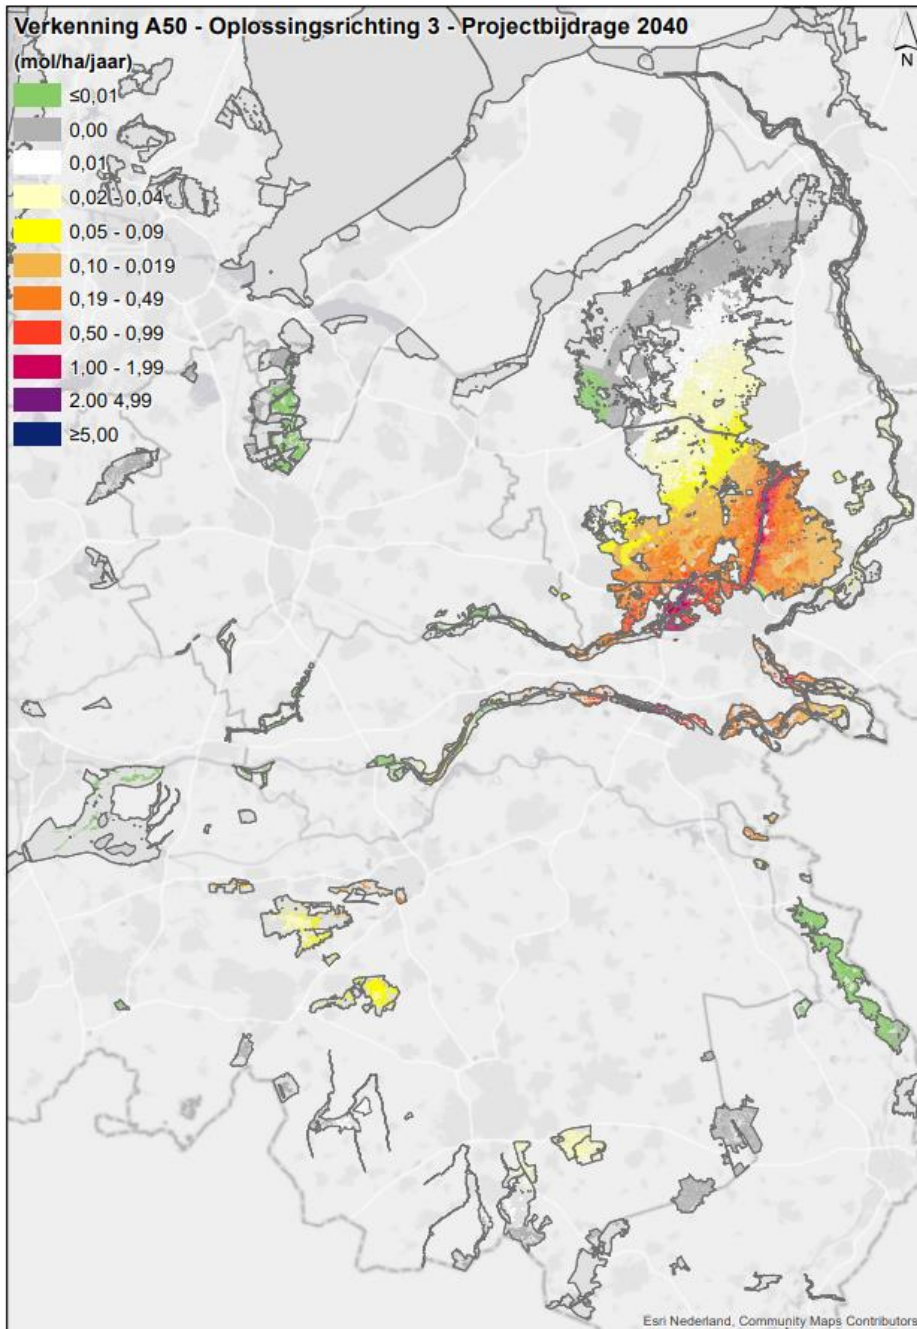 Verkenning A50 - Oplossingsrichting 3 - Projectbijdrage 2040
(mol/ha/jaar)
N
≤0,01
0,00
0,01
0,02 - 0,04
0,05 - 0,09
0,10 - 0,019
0,19 - 0,49
0,50 - 0,99
1,00 - 1,99
2.00 4,99
≥5,00
Esri Nederland, Community Maps Contributors